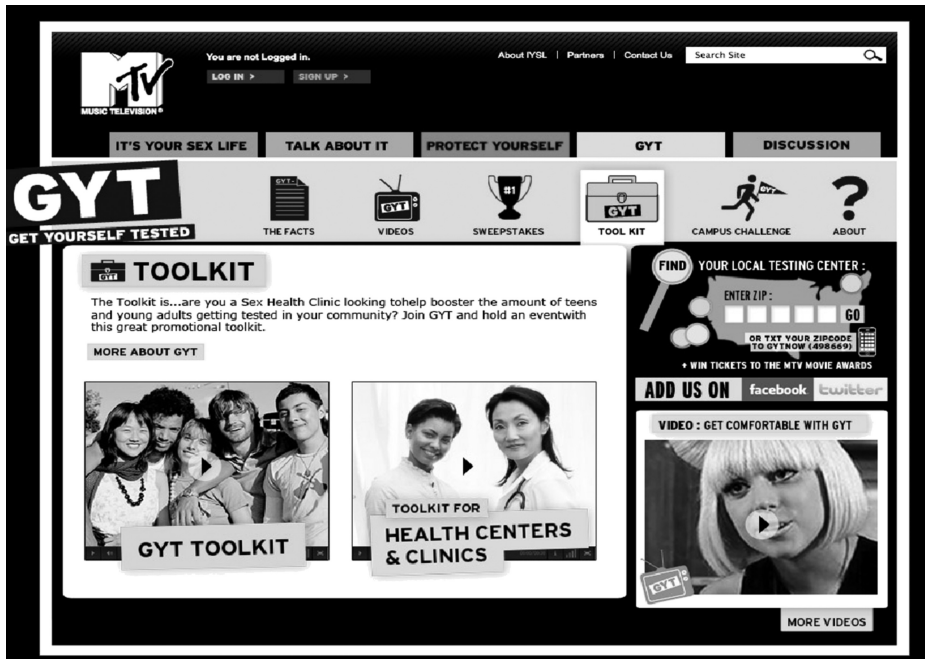 MTV
MUSIC TELEVISION®
You are not Logged in.
LOG IN >
SIGN UP >
About IYSL | Partners | Contact Us
Search Site
IT'S YOUR SEX LIFE
TALK ABOUT IT
PROTECT YOURSELF
GYT
DISCUSSION
GYT
GET YOURSELF TESTED
GYT-
THE FACTS
GYT
VIDEOS
#1
SWEEPSTAKES
GYT
TOOL KIT
GYT
CAMPUS CHALLENGE
?
ABOUT
GYT
TOOLKIT
The Toolkit is...are you a Sex Health Clinic looking tohelp booster the amount of teens
and young adults getting tested in your community? Join GYT and hold an eventwith
this great promotional toolkit.
MORE ABOUT GYT
GYT TOOLKIT
TOOLKIT FOR
HEALTH CENTERS
& CLINICS
FIND YOUR LOCAL TESTING CENTER :
ENTER ZIP :
GO
OR TXT YOUR ZIPCODE
TO GYTNOW (498669)
+ WIN TICKETS TO THE MTV MOVIE AWARDS
ADD US ON facebook twitter
VIDEO : GET COMFORTABLE WITH GYT
GYT
MORE VIDEOS